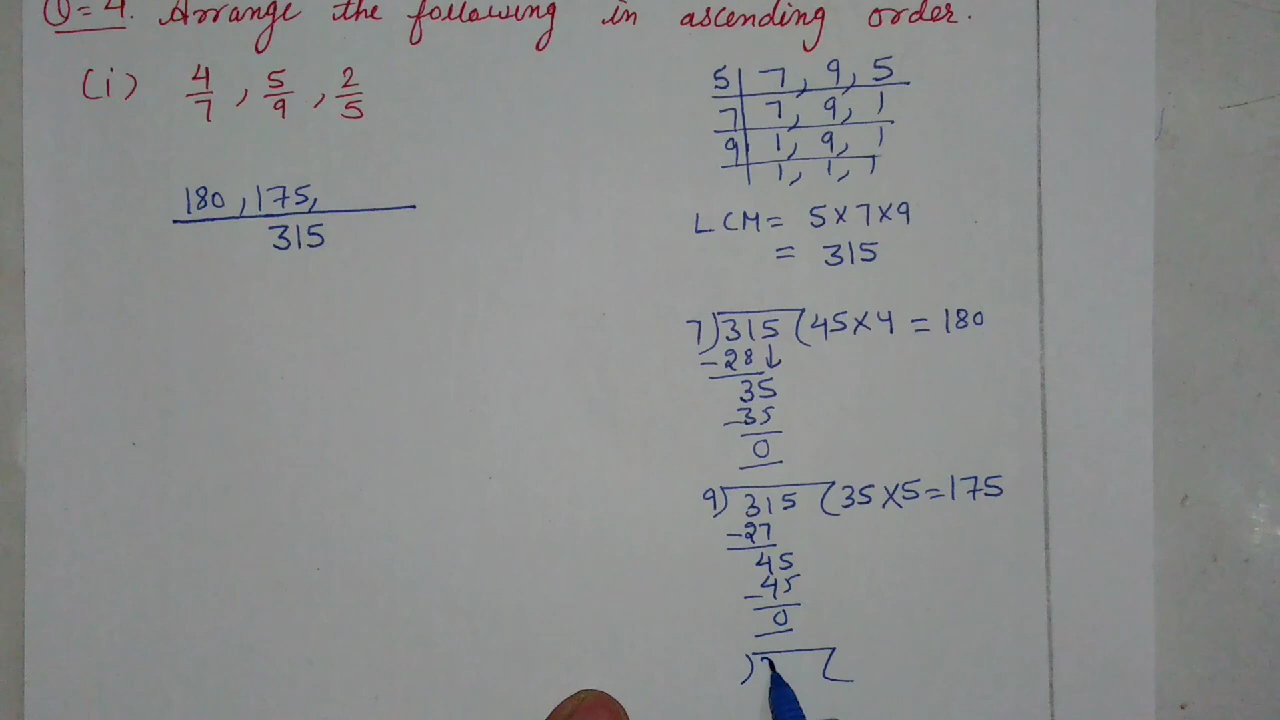 Q=4. Arrange the following in ascending order.
(i) 4/7, 5/9, 2/5
180, 175,
315
5 | 7, 9, 5
7 | 7, 9, 1
9 | 1, 9, 1
1, 1, 1
LCM = 5×7×9
= 315
7)315(45×4 = 180
-28↓
35
-35
0
9)315(35×5=175
-27
45
-45
0
)